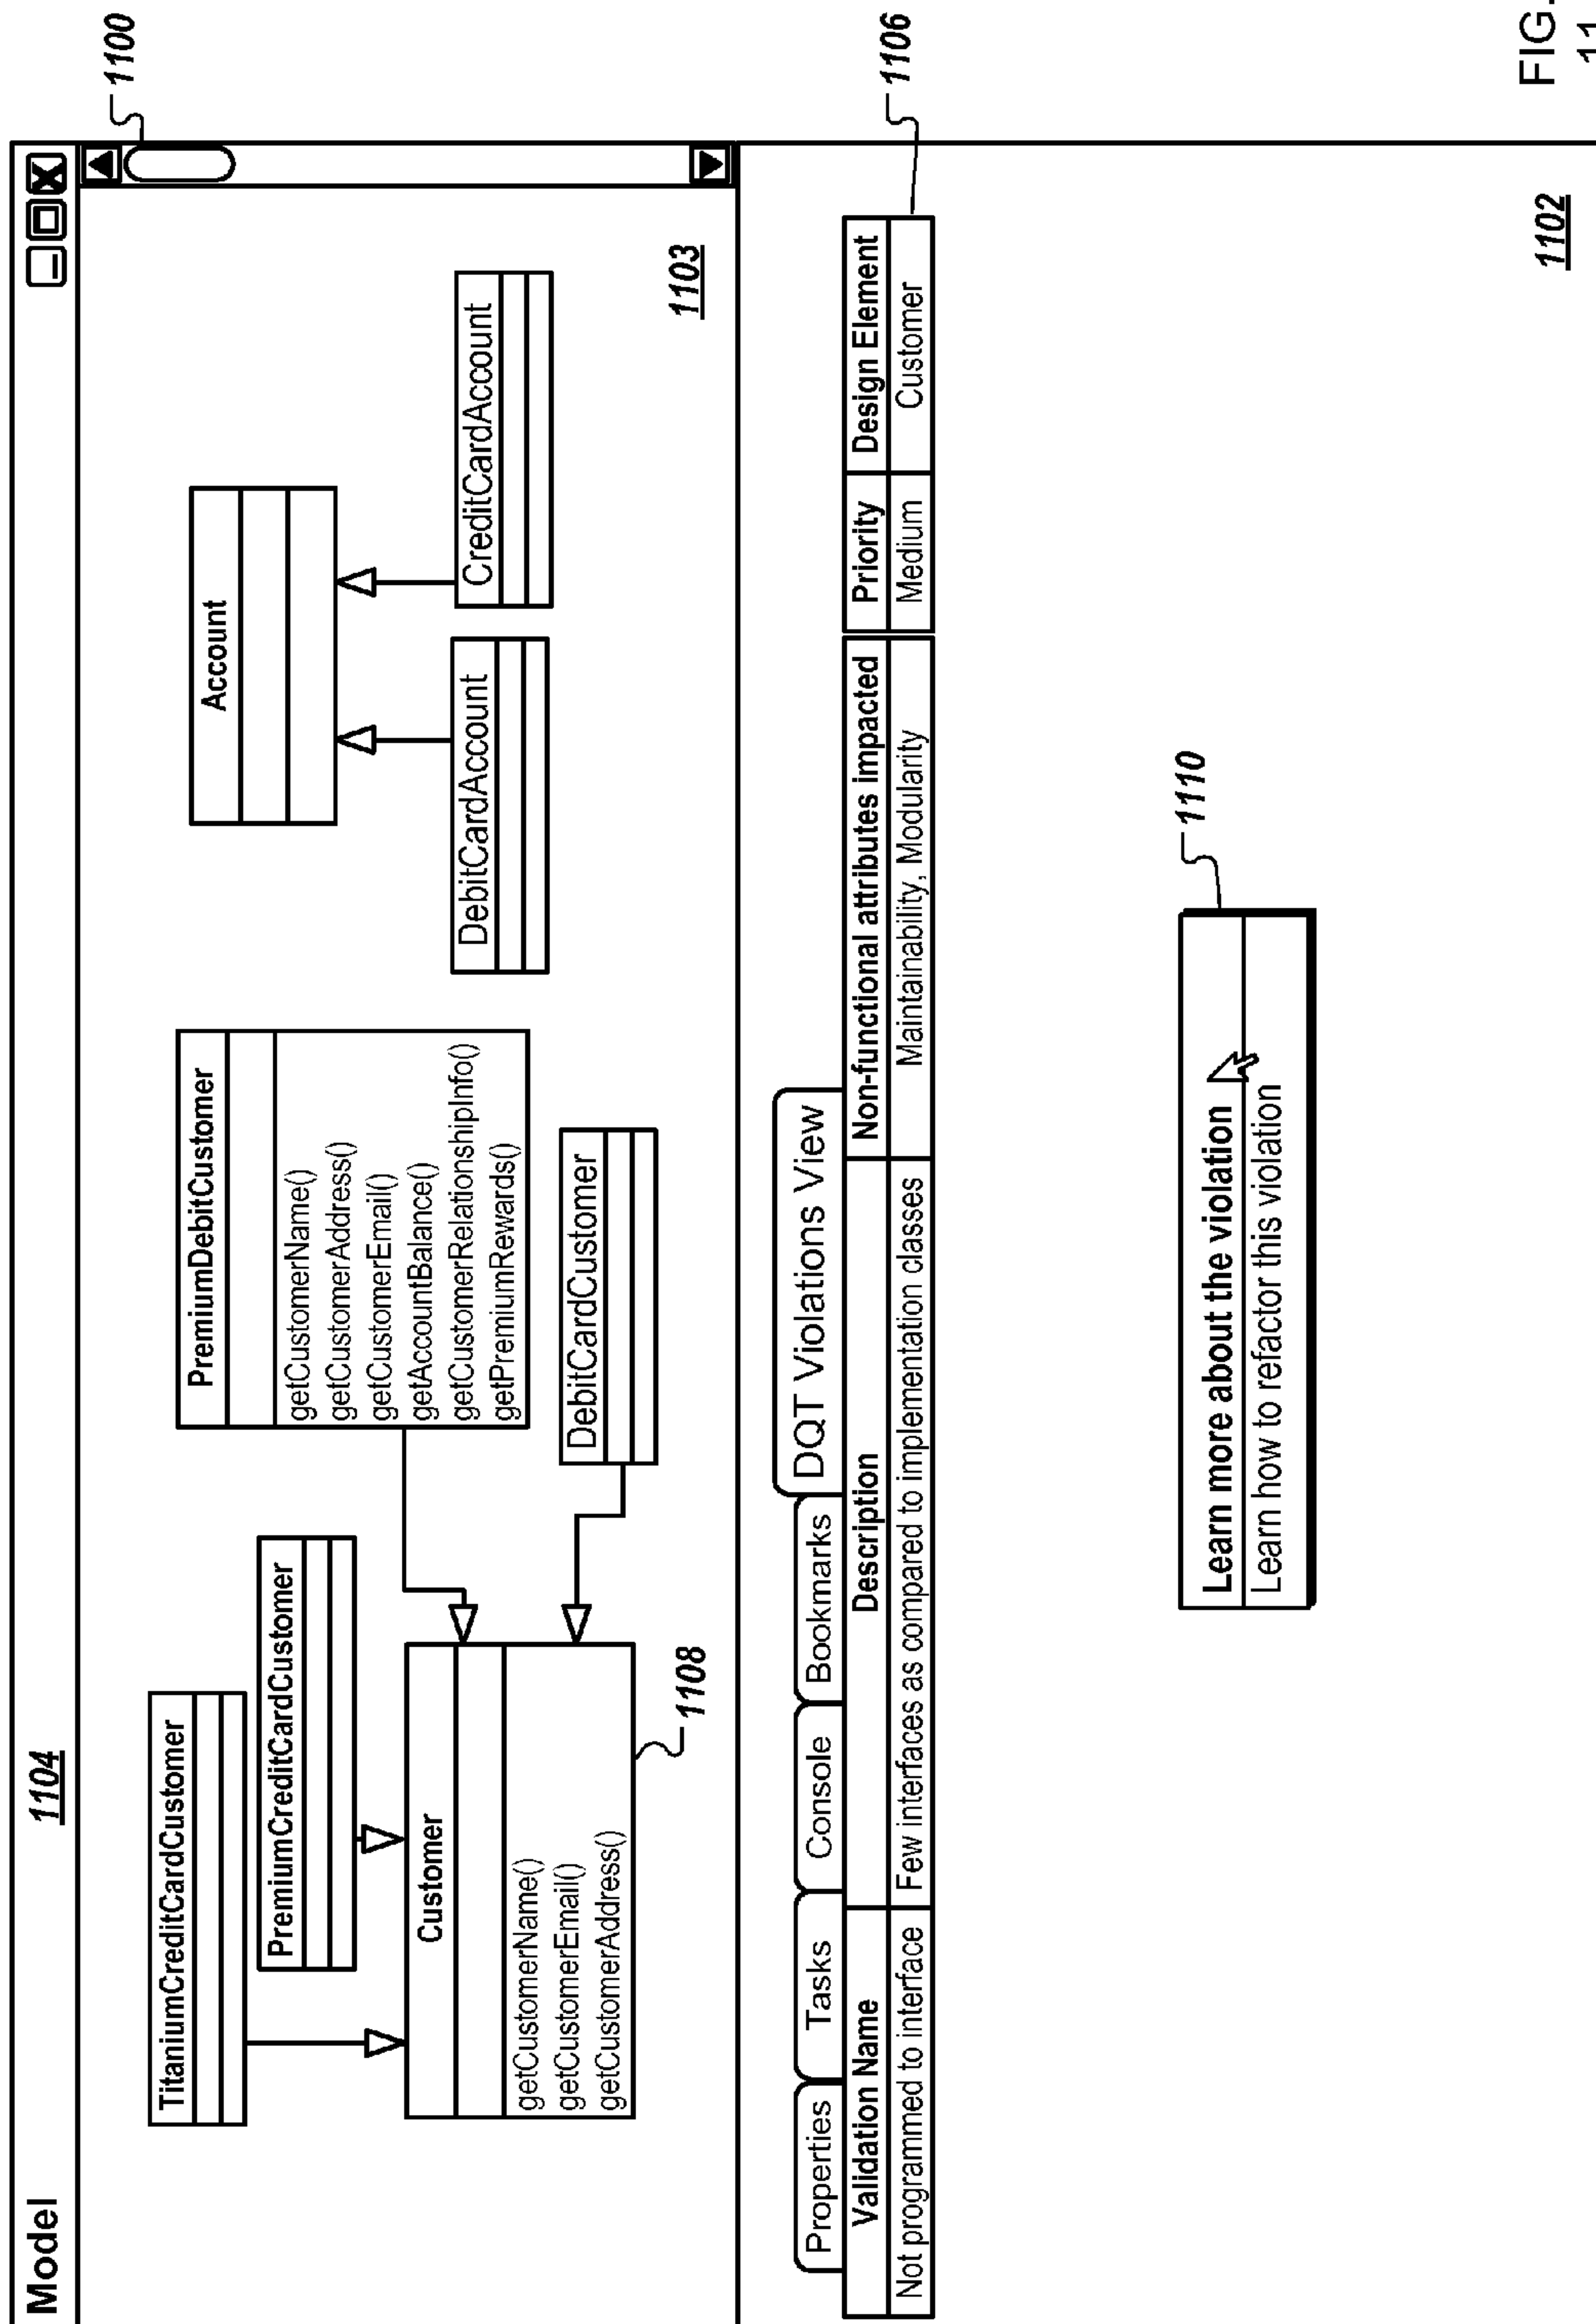 Model
1104
1100
TitaniumCreditCardCustomer
PremiumCreditCardCustomer
Customer
getCustomerName()
getCustomerEmail()
getCustomerAddress()
1108
PremiumDebitCustomer
getCustomerName()
getCustomerAddress()
getCustomerEmail()
getAccountBalance()
getCustomerRelationshipInfo()
getPremiumRewards()
DebitCardCustomer
Account
DebitCardAccount
CreditCardAccount
1103
Properties Tasks Console Bookmarks DQT Violations View
Validation Name Description Non-functional attributes impacted Priority Design Element
Not programmed to interface Few interfaces as compared to implementation classes Maintainability, Modularity Medium Customer
1106
Learn more about the violation
Learn how to refactor this violation
1110
1102
FIG.
11